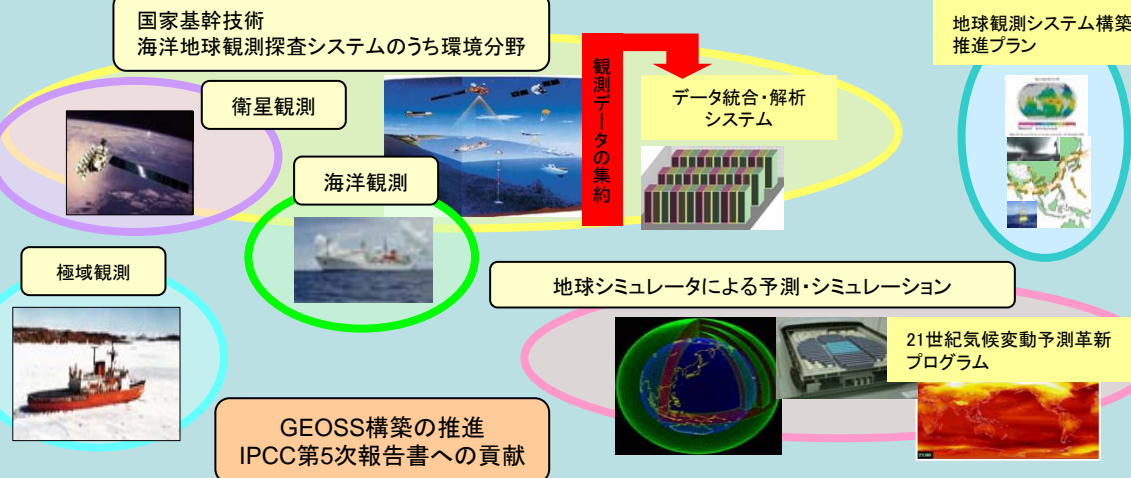 国家基幹技術
海洋地球観測探査システムのうち環境分野
地球観測システム構築
推進プラン
衛星観測
観測データの集約
データ統合・解析
システム
海洋観測
極域観測
地球シミュレータによる予測・シミュレーション
21世紀気候変動予測革新
プログラム
GEOSS構築の推進
IPCC第5次報告書への貢献